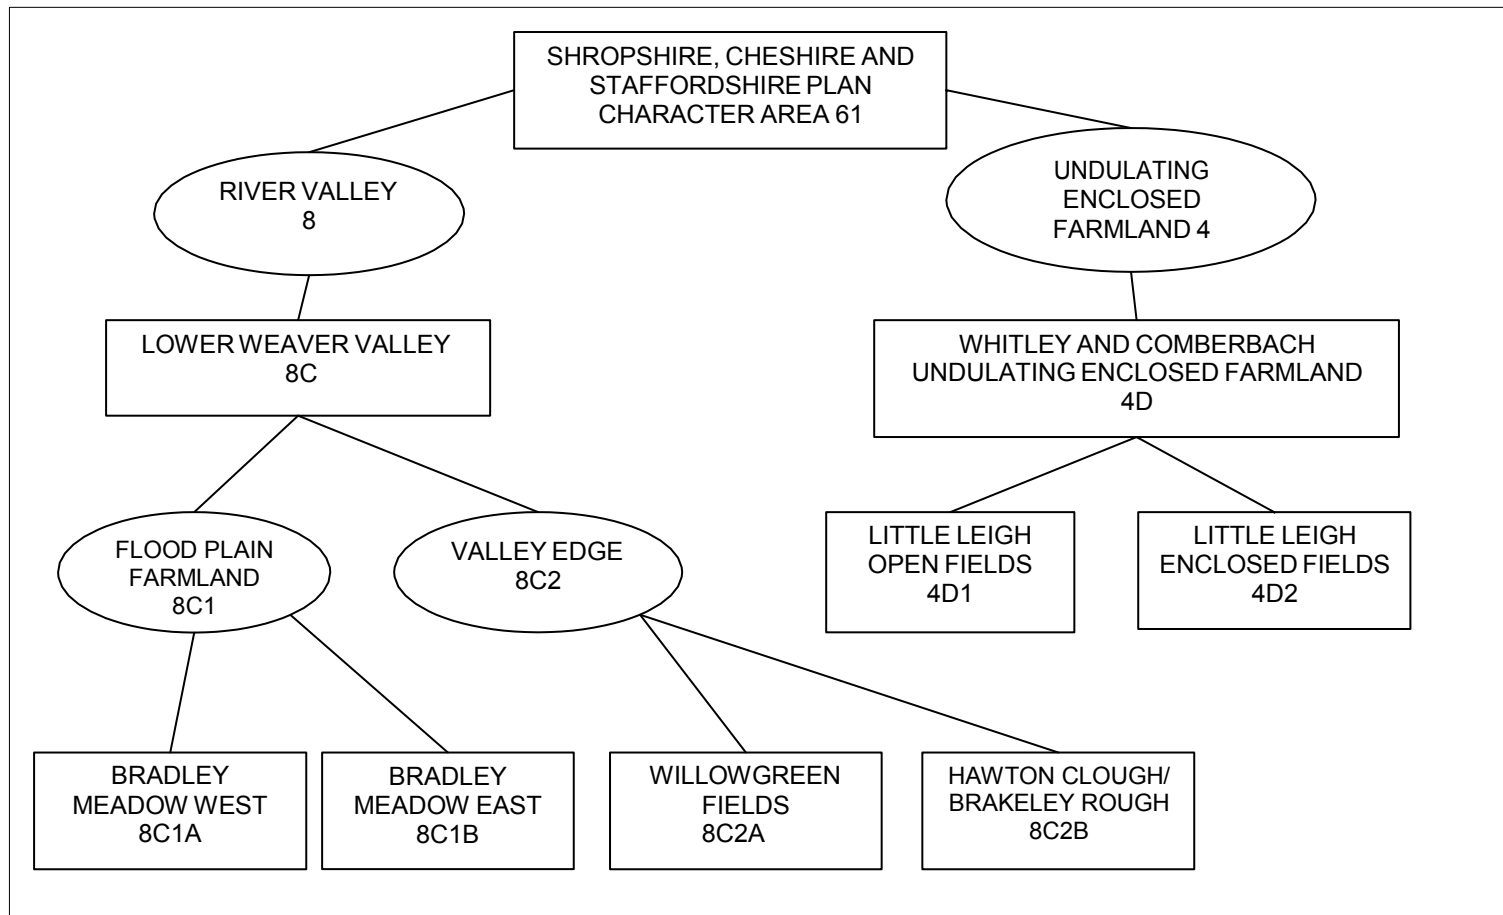 SHROPSHIRE, CHESHIRE AND
STAFFORDSHIRE PLAN
CHARACTER AREA 61
RIVER VALLEY
8
UNDULATING
ENCLOSED
FARMLAND 4
LOWER WEAVER VALLEY
8C
WHITLEY AND COMBERBACH
UNDULATING ENCLOSED FARMLAND
4D
FLOOD PLAIN
FARMLAND
8C1
VALLEY EDGE
8C2
LITTLE LEIGH
OPEN FIELDS
4D1
LITTLE LEIGH
ENCLOSED FIELDS
4D2
BRADLEY
MEADOW WEST
8C1A
BRADLEY
MEADOW EAST
8C1B
WILLOWGREEN
FIELDS
8C2A
HAWTON CLOUGH/
BRAKELEY ROUGH
8C2B